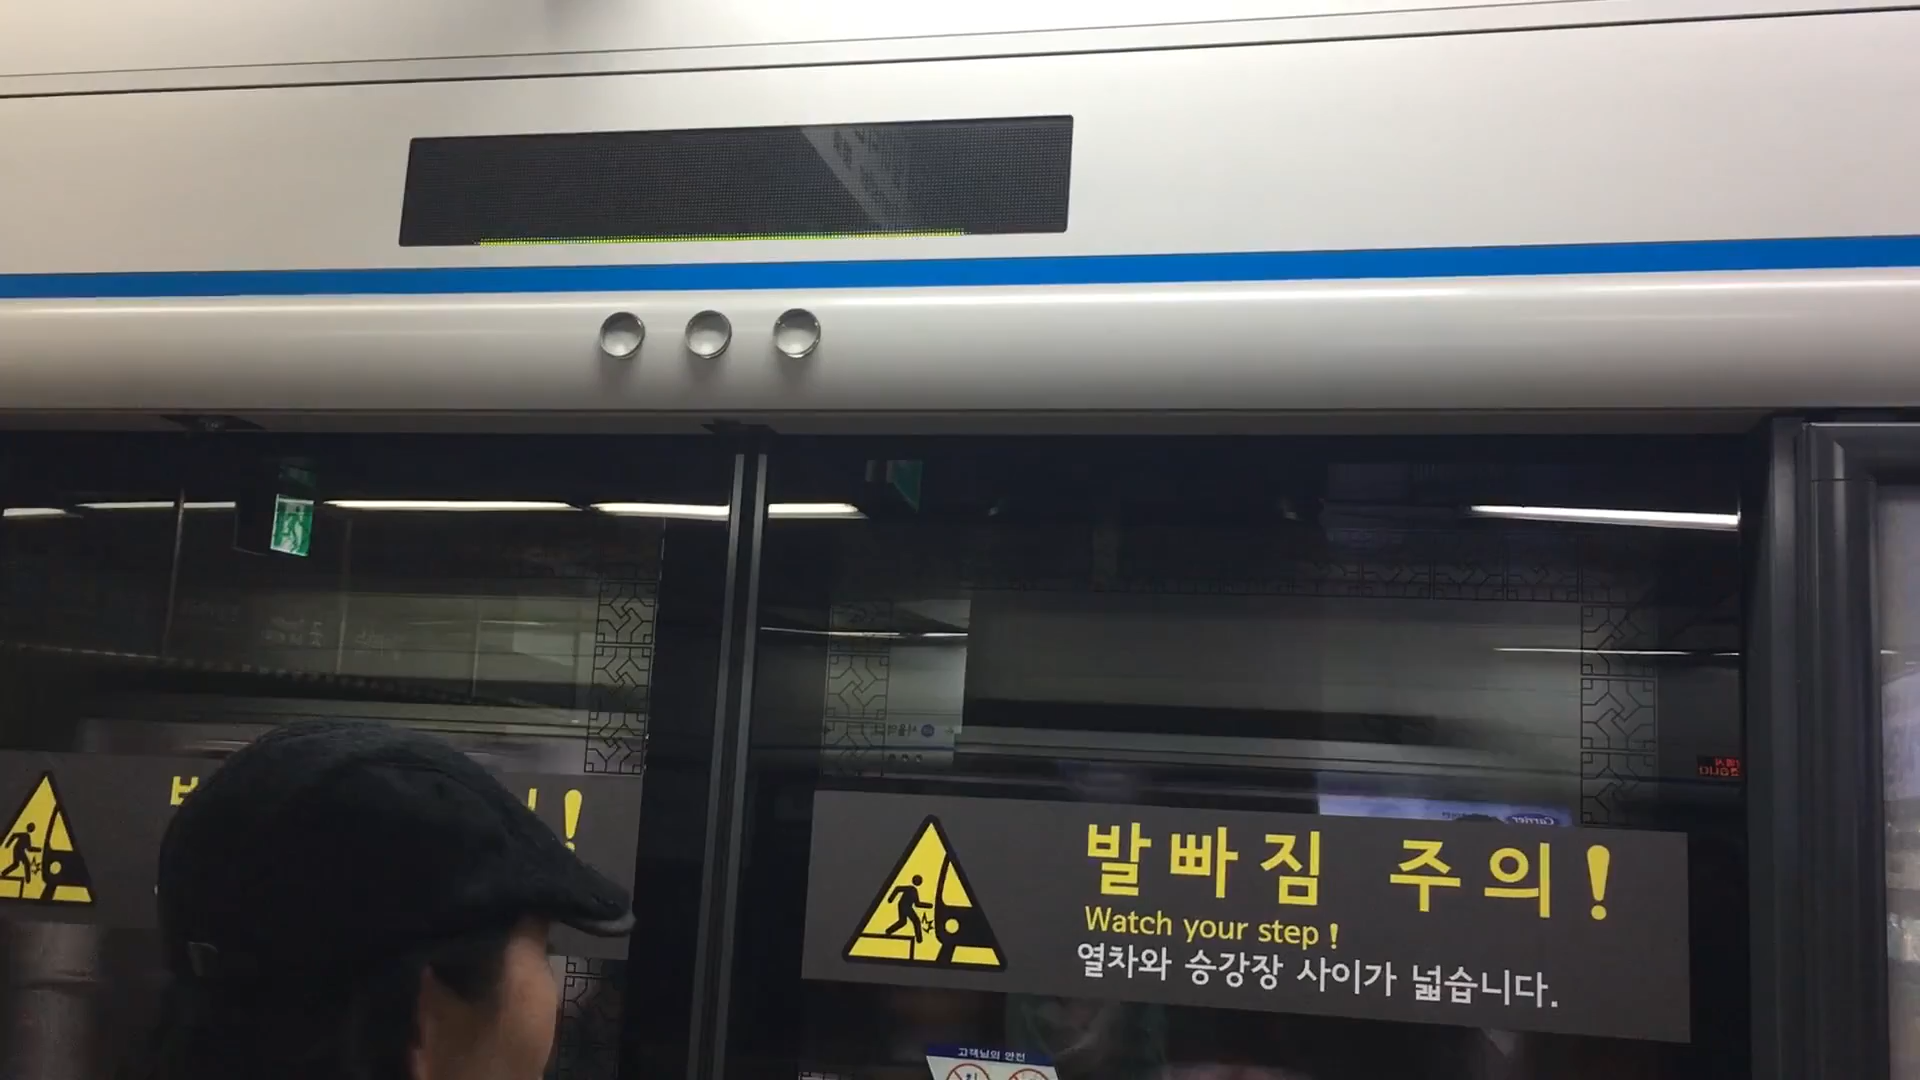 발빠짐 주의!
Watch your step!
열차와 승강장 사이가 넓습니다.
고객님의 안전